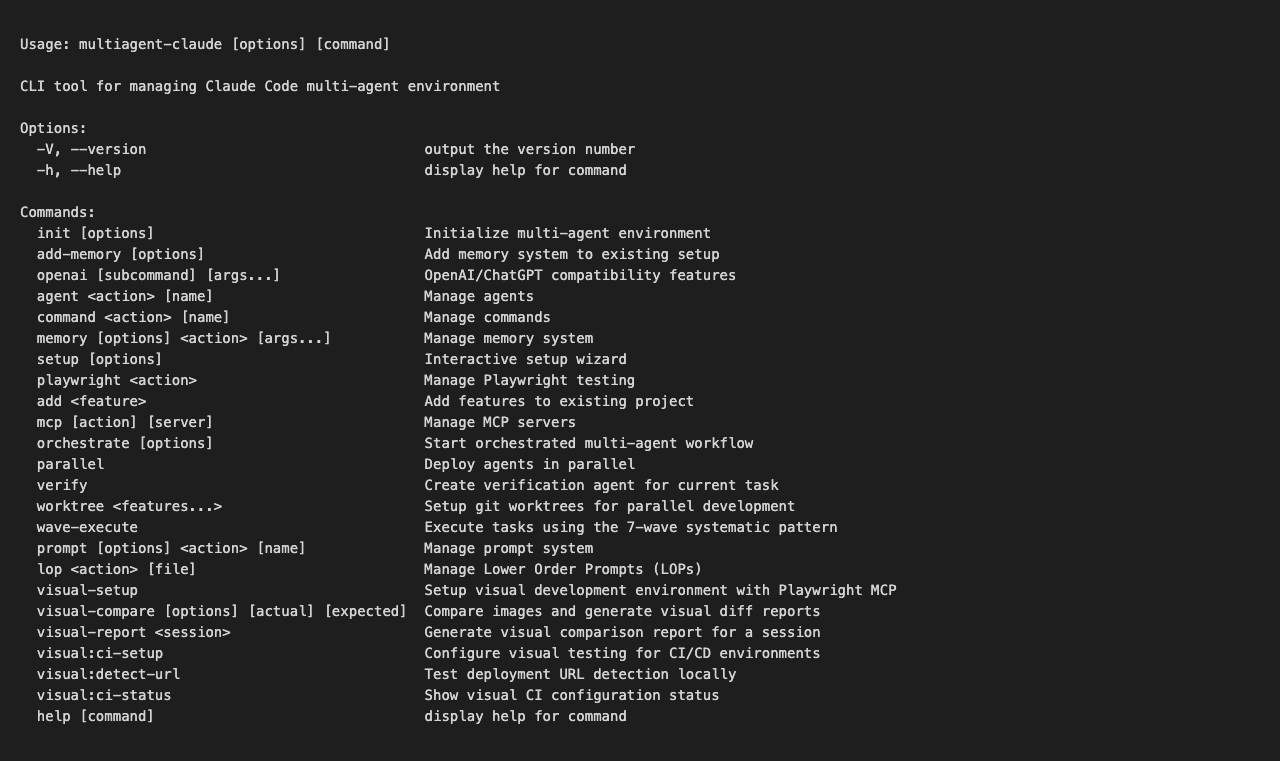 Usage: multiagent-claude [options] [command]
CLI tool for managing Claude Code multi-agent environment
Options:
-V, --version output the version number
-h, --help display help for command
Commands:
init [options] Initialize multi-agent environment
add-memory [options] Add memory system to existing setup
openai [subcommand] [args...] OpenAI/ChatGPT compatibility features
agent <action> [name] Manage agents
command <action> [name] Manage commands
memory [options] <action> [args...] Manage memory system
setup [options] Interactive setup wizard
playwright <action> Manage Playwright testing
add <feature> Add features to existing project
mcp [action] [server] Manage MCP servers
orchestrate [options] Start orchestrated multi-agent workflow
parallel Deploy agents in parallel
verify Create verification agent for current task
worktree <features...> Setup git worktrees for parallel development
wave-execute Execute tasks using the 7-wave systematic pattern
prompt [options] <action> [name] Manage prompt system
lop <action> [file] Manage Lower Order Prompts (LOPs)
visual-setup Setup visual development environment with Playwright MCP
visual-compare [options] [actual] [expected] Compare images and generate visual diff reports
visual-report <session> Generate visual comparison report for a session
visual:ci-setup Configure visual testing for CI/CD environments
visual:detect-url Test deployment URL detection locally
visual:ci-status Show visual CI configuration status
help [command] display help for command